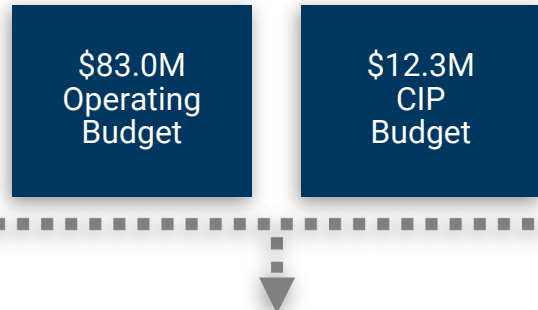 $83.0M
Operating
Budget
$12.3M
CIP
Budget